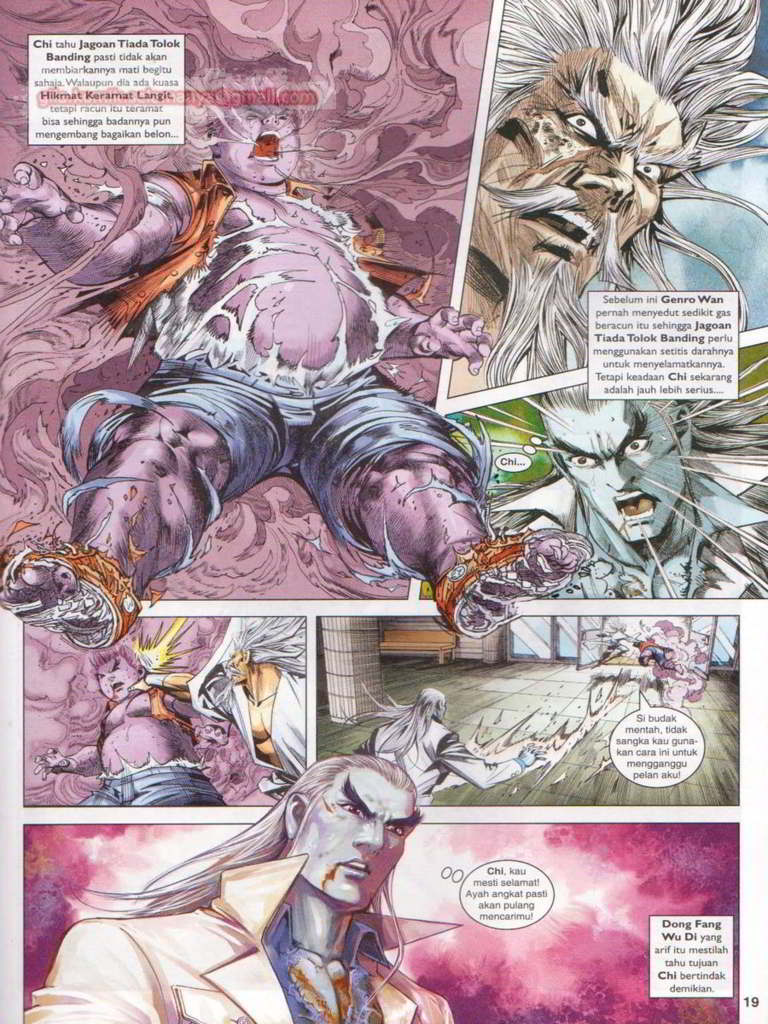 Chi tahu Jagoan Tiada Tolok
Banding pasti tidak akan
membiarkannya mati begitu
sahaja. Walaupun dia ada kuasa
Hikmat Keramat Langit,
tetapi racun itu teramat
bisa sehingga badannya pun
mengembang bagaikan belon...
Sebelum ini Genro Wan
pernah menyedut sedikit gas
beracun itu sehingga Jagoan
Tiada Tolok Banding perlu
menggunakan setitis darahnya
untuk menyelamatkannya.
Tetapi keadaan Chi sekarang
adalah jauh lebih serius....
Chi...
Si budak
mentah, tidak
sangka kau guna-
kan cara ini untuk
mengganggu
pelan aku!
Chi, kau
mesti selamat!
Ayah angkat pasti
akan pulang
mencarimu!
Dong Fang
Wu Di yang
arif itu mestilah
tahu tujuan
Chi bertindak
demikian.
19